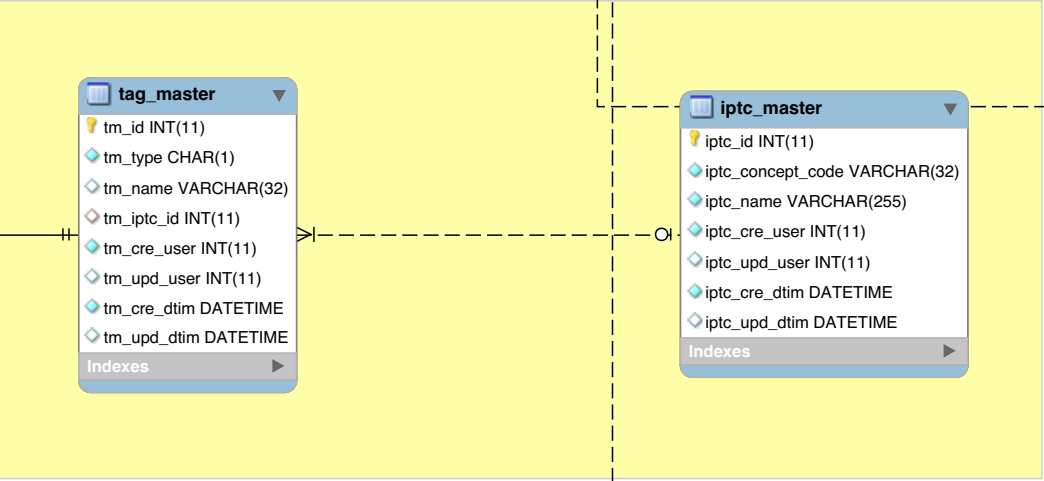 tag_master
tm_id INT(11)
tm_type CHAR(1)
tm_name VARCHAR(32)
tm_iptc_id INT(11)
tm_cre_user INT(11)
tm_upd_user INT(11)
tm_cre_dtim DATETIME
tm_upd_dtim DATETIME
Indexes
iptc_master
iptc_id INT(11)
iptc_concept_code VARCHAR(32)
iptc_name VARCHAR(255)
iptc_cre_user INT(11)
iptc_upd_user INT(11)
iptc_cre_dtim DATETIME
iptc_upd_dtim DATETIME
Indexes